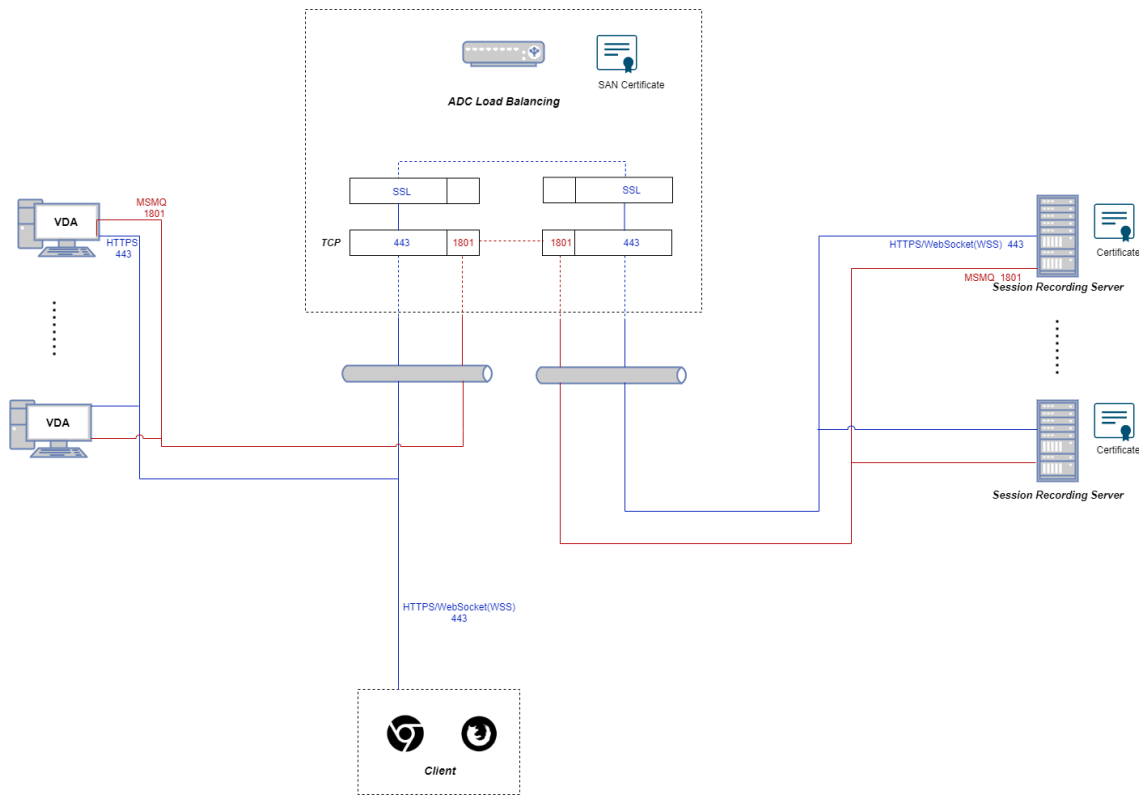 SAN Certificate
ADC Load Balancing
SSL
SSL
TCP
443
1801
1801
443
VDA
MSMQ
1801
HTTPS
443
VDA
HTTPS/WebSocket(WSS) 443
MSMQ 1801
Certificate
Session Recording Server
Certificate
Session Recording Server
HTTPS/WebSocket(WSS)
443
Client